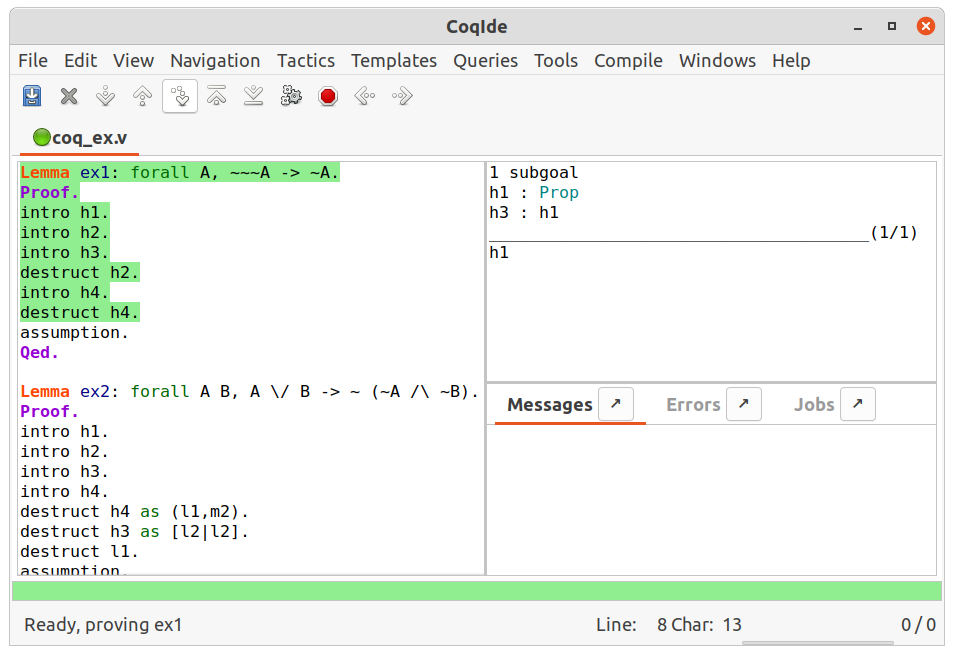 CoqIde
File Edit View Navigation Tactics Templates Queries Tools Compile Windows Help
coq_ex.v
Lemma ex1: forall A, ~~~A -> ~A.
Proof.
intro h1.
intro h2.
intro h3.
destruct h2.
intro h4.
destruct h4.
assumption.
Qed.
Lemma ex2: forall A B, A \/ B -> ~ (~A /\ ~B).
Proof.
intro h1.
intro h2.
intro h3.
intro h4.
destruct h4 as (l1,m2).
destruct h3 as [l2|l2].
destruct l1.
assumption.
1 subgoal
h1 : Prop
h3 : h1
(1/1)
h1
Messages Errors Jobs
Ready, proving ex1
Line: 8 Char: 13
0 / 0